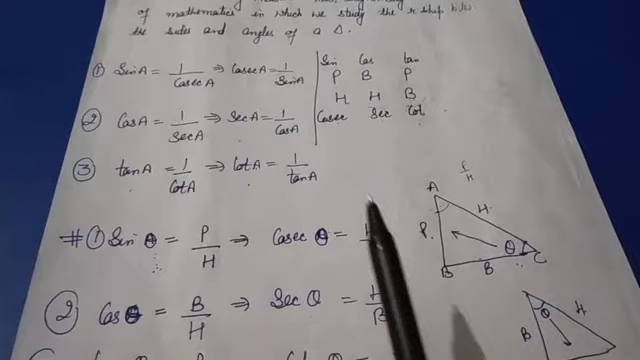 of mathematics in which we study the r ship b/w
the sides and angles of a Δ.
① SinA = 1/CosecA ⇒ CosecA = 1/SinA
② CosA = 1/SecA ⇒ SecA = 1/CosA
③ tanA = 1/CotA ⇒ CotA = 1/tanA
Sin Cos tan
P B P
H H B
Cosec Sec Cot
P/H
A
P. H.
θ
B B C
# ① Sin θ = P/H ⇒ Cosec θ = H
② Cos θ = B/H ⇒ Sec θ = H/B
θ H
B